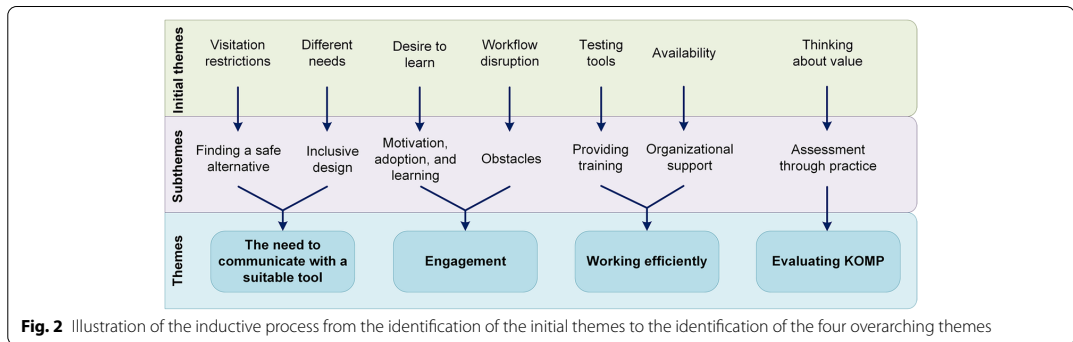 Initial themes
Visitation
restrictions
Different
needs
Desire to
learn
Workflow
disruption
Testing
tools
Availability
Thinking
about value
Subthemes
Finding a safe
alternative
Inclusive
design
Motivation,
adoption, and
learning
Obstacles
Providing
training
Organizational
support
Assessment
through practice
Themes
The need to
communicate with a
suitable tool
Engagement
Working efficiently
Evaluating KOMP
Fig. 2 Illustration of the inductive process from the identification of the initial themes to the identification of the four overarching themes